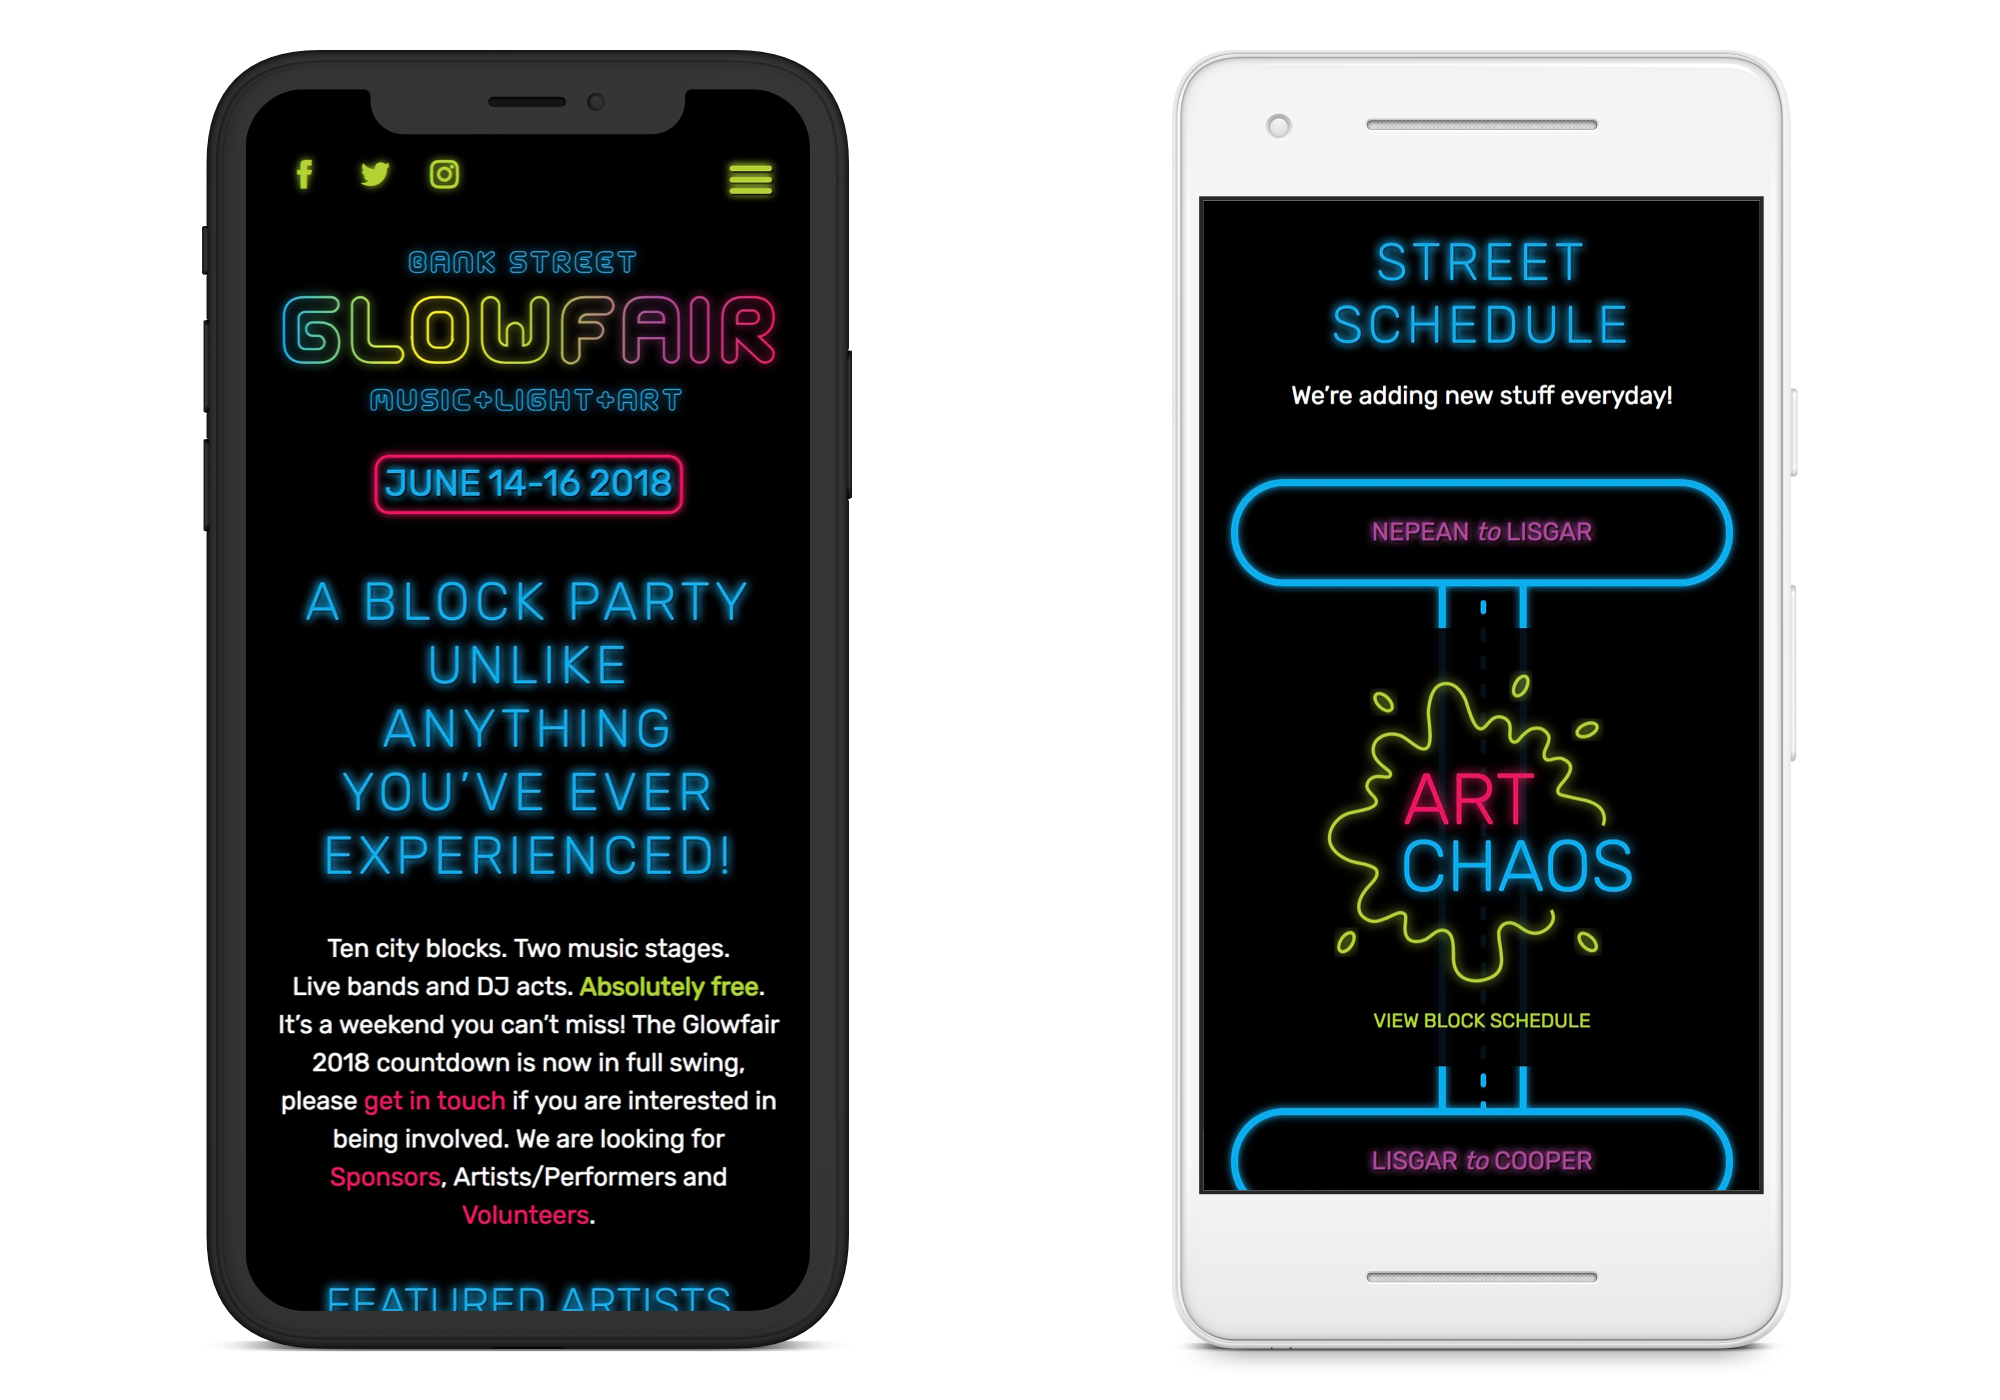 BANK STREET
GLOWFAIR
MUSIC+LIGHT+ART
JUNE 14-16 2018
A BLOCK PARTY
UNLIKE
ANYTHING
YOU’VE EVER
EXPERIENCED!
Ten city blocks. Two music stages.
Live bands and DJ acts. Absolutely free.
It’s a weekend you can’t miss! The Glowfair
2018 countdown is now in full swing,
please get in touch if you are interested in
being involved. We are looking for
Sponsors, Artists/Performers and
Volunteers.
FEATURED ARTISTS
STREET
SCHEDULE
We’re adding new stuff everyday!
NEPEAN to LISGAR
ART
CHAOS
VIEW BLOCK SCHEDULE
LISGAR to COOPER